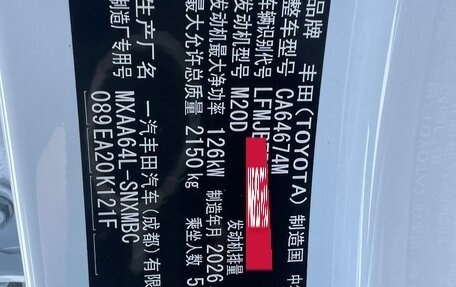 品牌 丰田(TOYOTA) 制造国 中
整车型号 CA64674M
车辆识别代号 LFMJE
发动机型号 M20D 发动机排量
发动机最大净功率 126kW 制造年月 2026
最大允许总质量 2150kg 乘坐人数 5
生产厂名 一汽丰田汽车(成都)有限
制造厂专用号 MXAA64L-SNXMBC
089EA20K121F